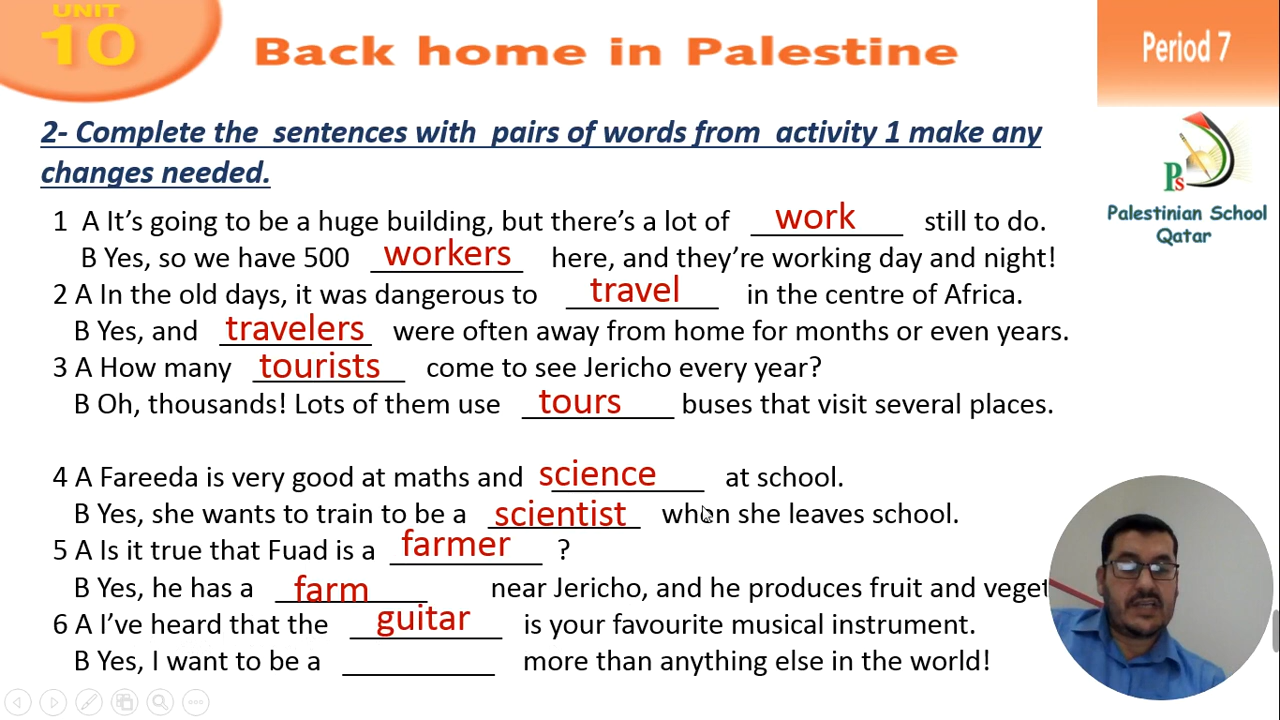 UNIT
10
Back home in Palestine
Period 7
2- Complete the sentences with pairs of words from activity 1 make any
changes needed.
Ps
Palestinian School
Qatar
1 A It's going to be a huge building, but there's a lot of work still to do.
B Yes, so we have 500 workers here, and they're working day and night!
2 A In the old days, it was dangerous to travel in the centre of Africa.
B Yes, and travelers were often away from home for months or even years.
3 A How many tourists come to see Jericho every year?
B Oh, thousands! Lots of them use tours buses that visit several places.
4 A Fareeda is very good at maths and science at school.
B Yes, she wants to train to be a scientist when she leaves school.
5 A Is it true that Fuad is a farmer ?
B Yes, he has a farm near Jericho, and he produces fruit and veget
6 A I've heard that the guitar is your favourite musical instrument.
B Yes, I want to be a __________ more than anything else in the world!